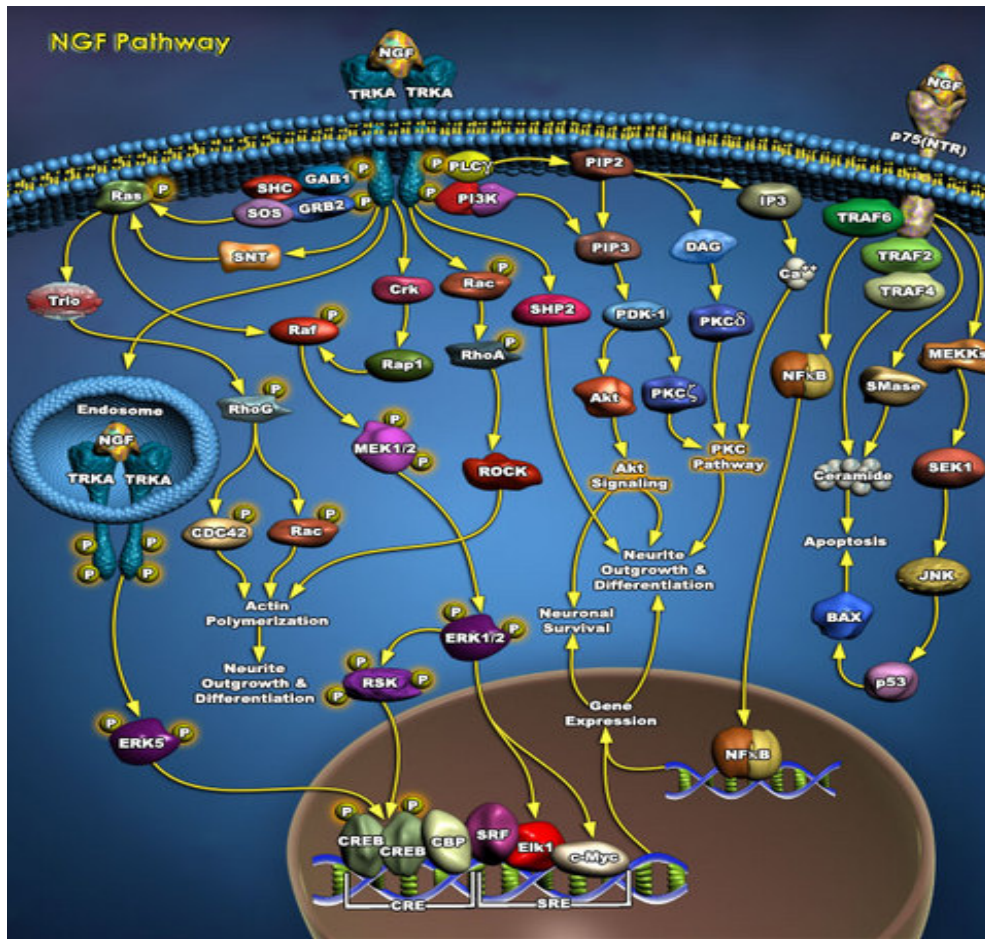 NGF Pathway
NGF
TRKA TRKA
NGF
p75(NTR)
P
PLCγ
PIP2
P
GAB1
SHC
Ras
P
P
PI3K
IP3
SOS
GRB2
P
TRAF6
SNT
PIP3
DAG
TRAF2
Ca++
Trio
Crk
Rac
P
TRAF4
SHP2
PDK-1
PKCδ
Raf
P
RhoA
P
Rap1
MEKKs
NFκB
SMase
Endosome
P
RhoG
Akt
PKCζ
NGF
P
MEK1/2
P
PKC
Pathway
TRKA TRKA
ROCK
Akt
Signaling
Ceramide
SEK1
P
CDC42
P
Rac
P
P
P
P
Neurite
Outgrowth &
Differentiation
Apoptosis
JNK
Actin
Polymerization
P
ERK1/2
P
Neuronal
Survival
BAX
Neurite
Outgrowth &
Differentiation
P
RSK
P
P
p53
Gene
Expression
P
ERK5
P
NFκB
P
P
CREB
CREB
CBP
SRF
Elk1
c-Myc
CRE
SRE